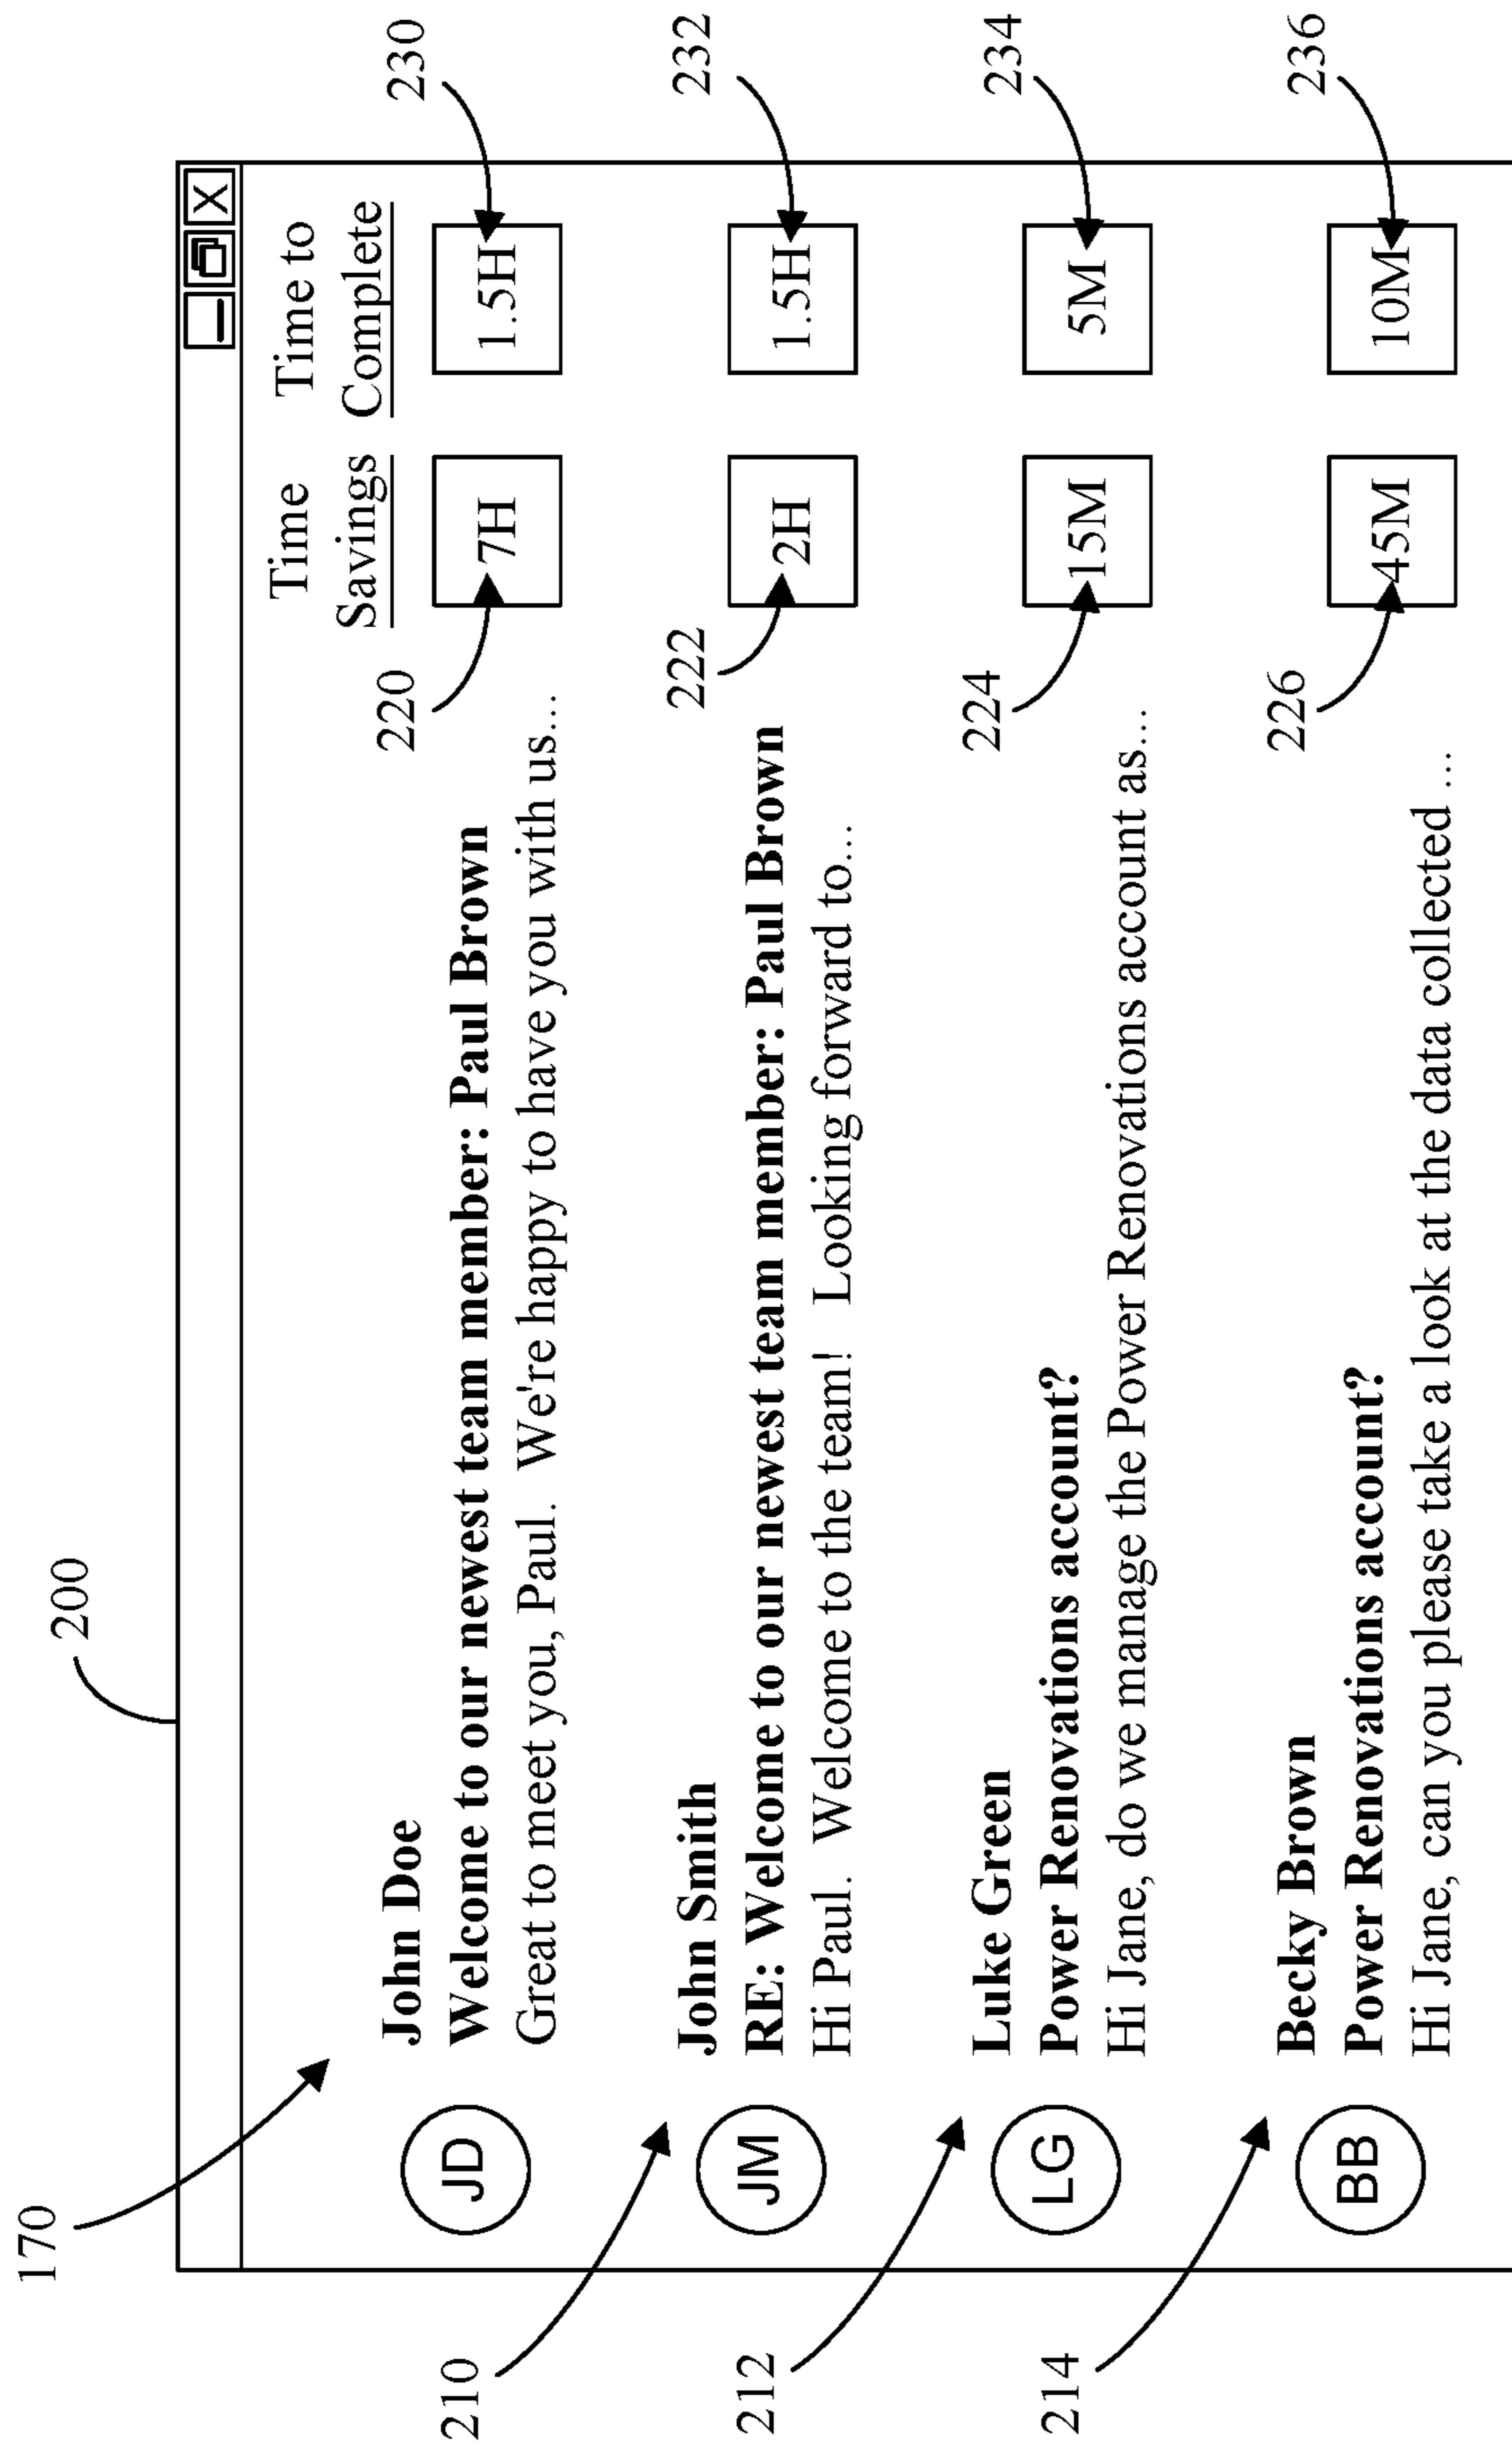 200
170
X
Time
Savings
Time to
Complete
JD
John Doe
Welcome to our newest team member: Paul Brown
Great to meet you, Paul. We're happy to have you with us...
220
7H
230
1.5H
210
JM
John Smith
RE: Welcome to our newest team member: Paul Brown
Hi Paul. Welcome to the team! Looking forward to...
222
2H
232
1.5H
212
LG
Luke Green
Power Renovations account?
Hi Jane, do we manage the Power Renovations account as...
224
15M
234
5M
214
BB
Becky Brown
Power Renovations account?
Hi Jane, can you please take a look at the data collected ...
226
45M
236
10M